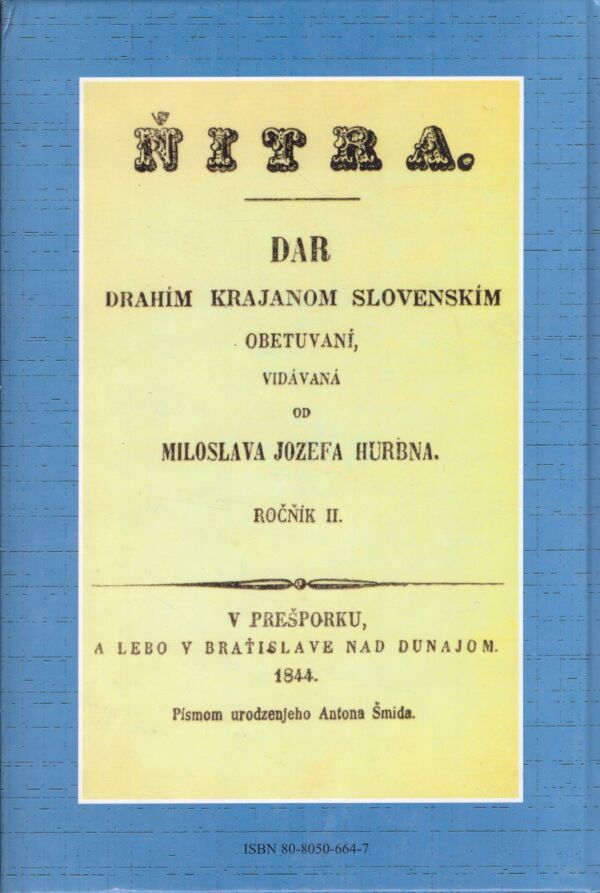 ŇITRA.
DAR
DRAHÍM KRAJANOM SLOVENSKÍM
OBETUVANÍ,
VIDÁVANÁ
OD
MILOSLAVA JOZEFA HURBNA.
ROČŇÍK II.
V PREŠPORKU,
A LEBO V BRAŤISLAVE NAD DUNAJOM.
1844.
Písmom urodzenjeho Antona Šmida.
ISBN 80-8050-664-7